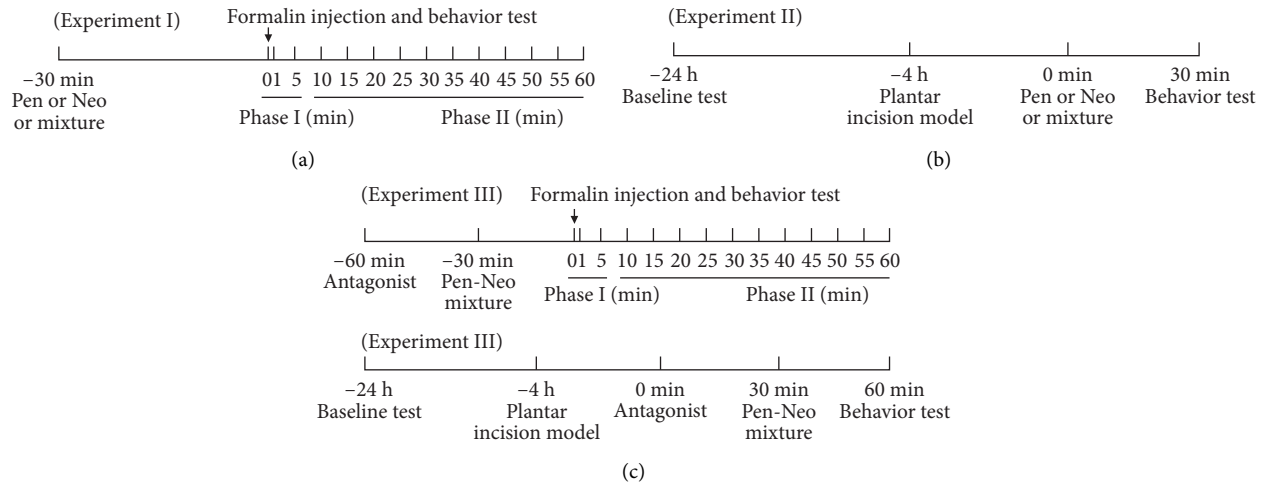 (Experiment I)
Formalin injection and behavior test
01 5 10 15 20 25 30 35 40 45 50 55 60
–30 min
Pen or Neo
or mixture
Phase I (min)
Phase II (min)
(a)
(Experiment II)
–24 h
Baseline test
–4 h
Plantar
incision model
0 min
Pen or Neo
or mixture
30 min
Behavior test
(b)
(Experiment III)
Formalin injection and behavior test
–60 min
Antagonist
–30 min
Pen-Neo
mixture
01 5 10 15 20 25 30 35 40 45 50 55 60
Phase I (min)
Phase II (min)
(Experiment III)
–24 h
Baseline test
–4 h
Plantar
incision model
0 min
Antagonist
30 min
Pen-Neo
mixture
60 min
Behavior test
(c)